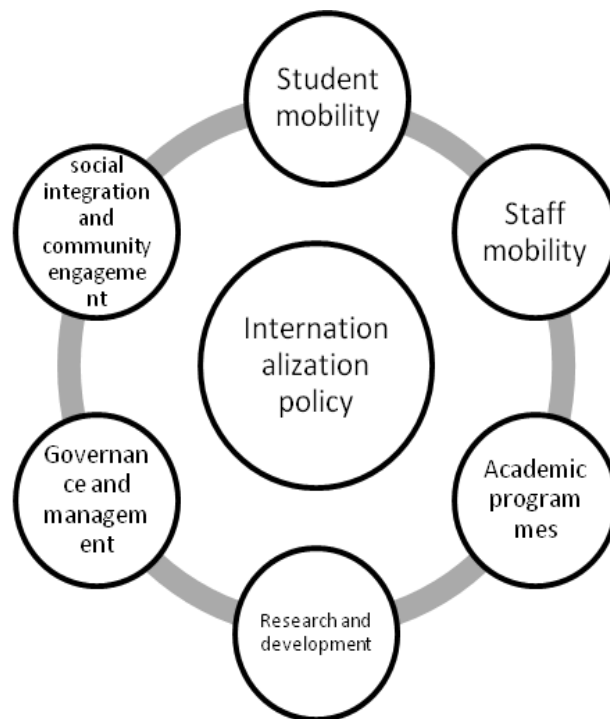 Student
mobility
social
integration
and
community
engageme
nt
Staff
mobility
Internation
alization
policy
Governan
ce and
managem
ent
Academic
program
mes
Research and
development